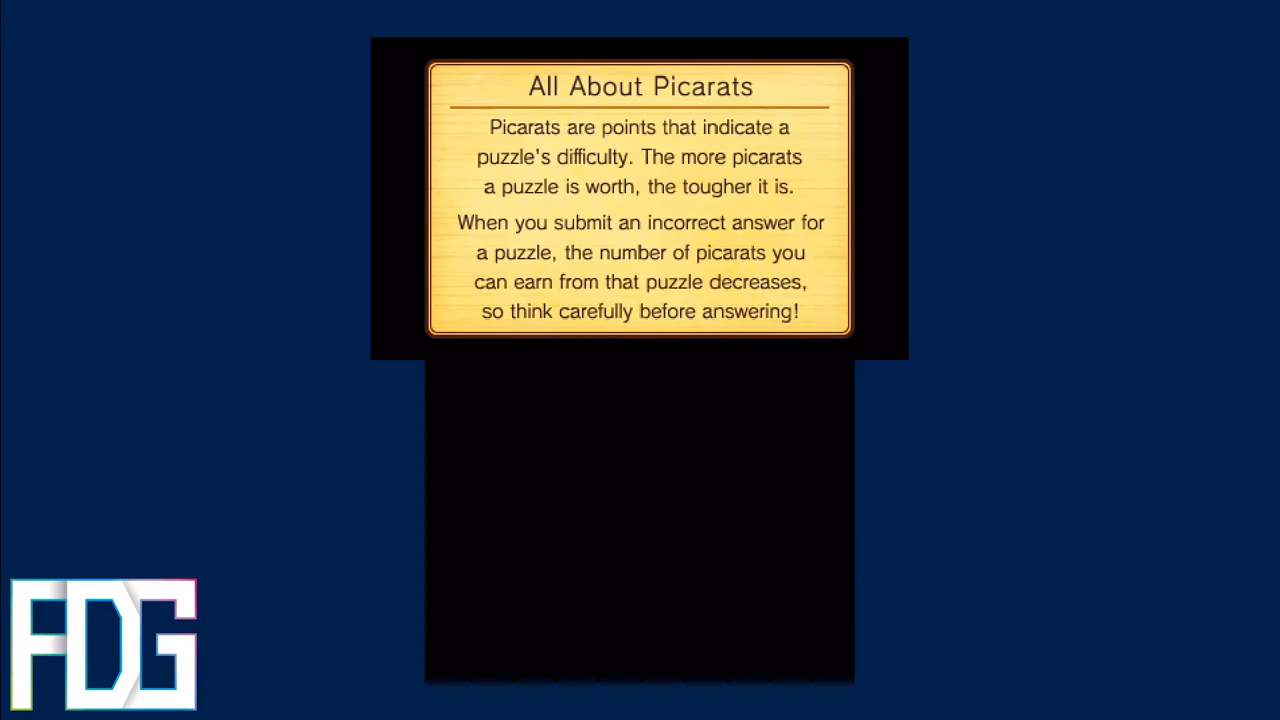 All About Picarats
Picarats are points that indicate a
puzzle's difficulty. The more picarats
a puzzle is worth, the tougher it is.
When you submit an incorrect answer for
a puzzle, the number of picarats you
can earn from that puzzle decreases,
so think carefully before answering!
FDG